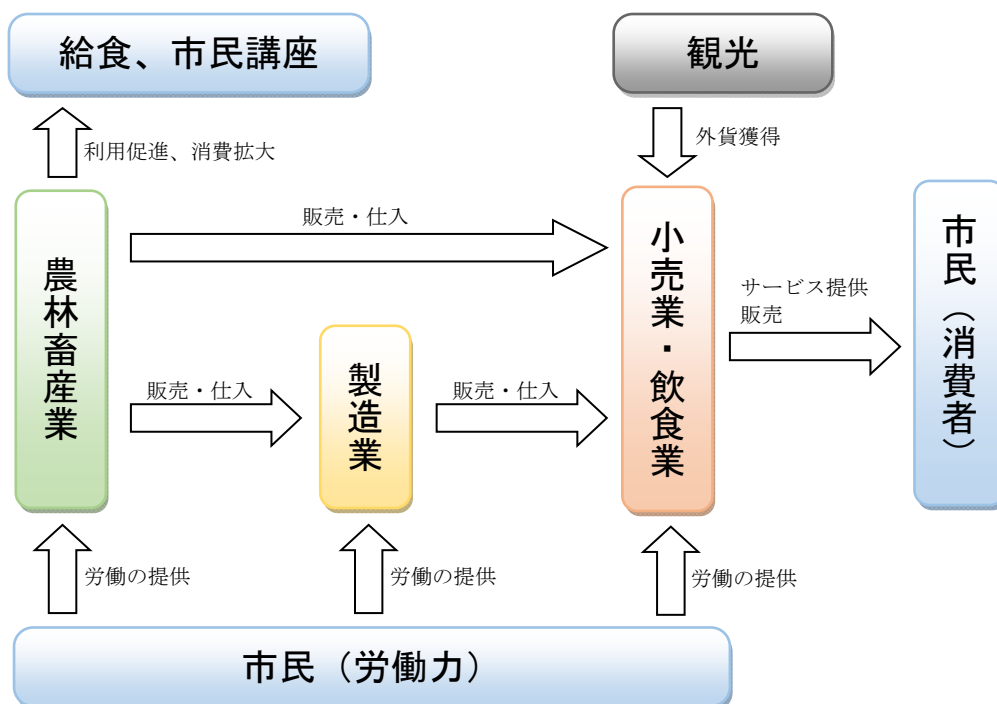 給食、市民講座
観光
利用促進、消費拡大
外貨獲得
農林畜産業
販売・仕入
小売業・飲食業
市民（消費者）
サービス提供
販売
販売・仕入
製造業
販売・仕入
労働の提供
労働の提供
労働の提供
市民（労働力）